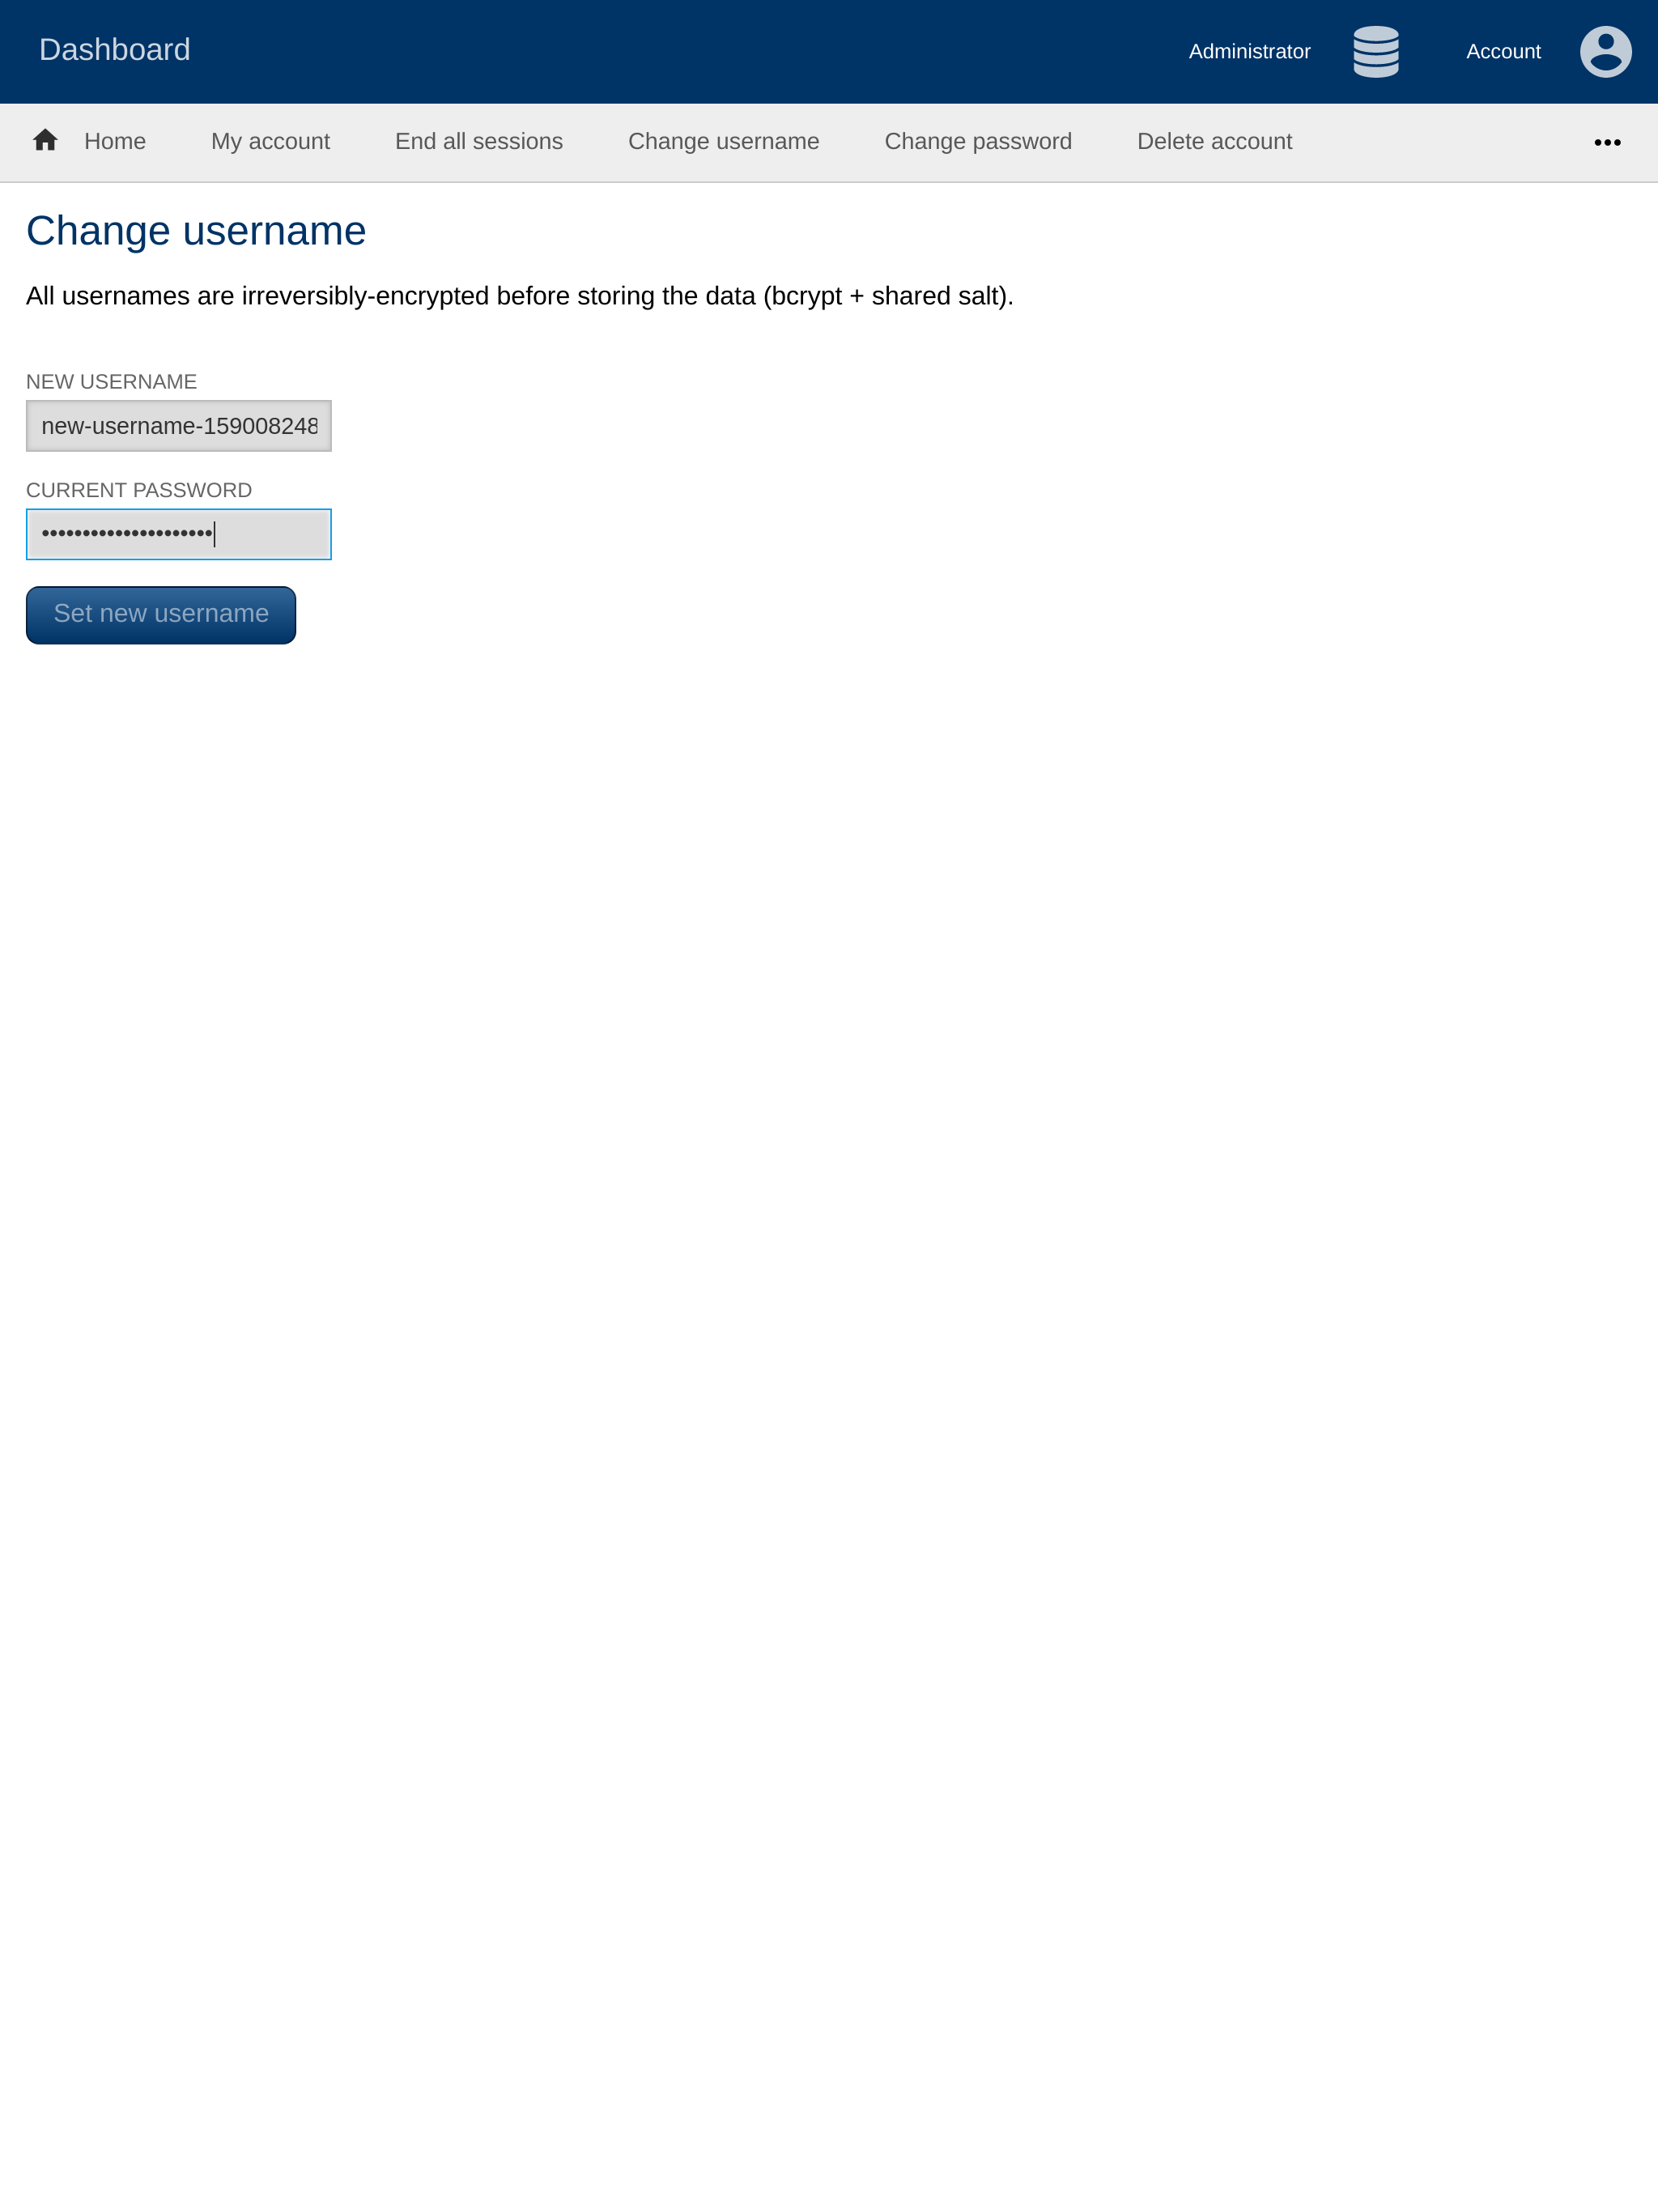 Dashboard
Administrator
Account
Home
My account
End all sessions
Change username
Change password
Delete account
Change username
All usernames are irreversibly-encrypted before storing the data (bcrypt + shared salt).
NEW USERNAME
new-username-159008248
CURRENT PASSWORD
•••••••••••••••••••••
Set new username